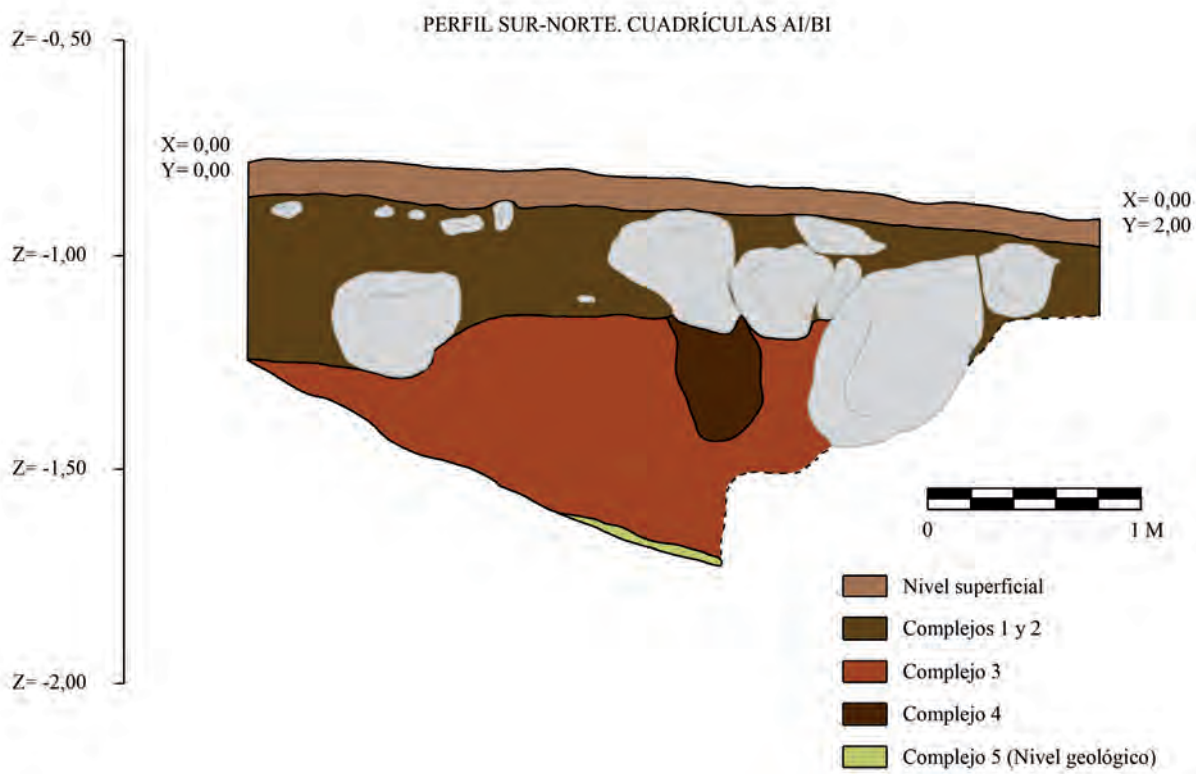 PERFIL SUR-NORTE. CUADRÍCULAS AI/BI
Z= -0, 50
X= 0,00
Y= 0,00
X= 0,00
Y= 2,00
Z= -1,00
Z= -1,50
0 1 M
Nivel superficial
Complejos 1 y 2
Complejo 3
Z= -2,00
Complejo 4
Complejo 5 (Nivel geológico)